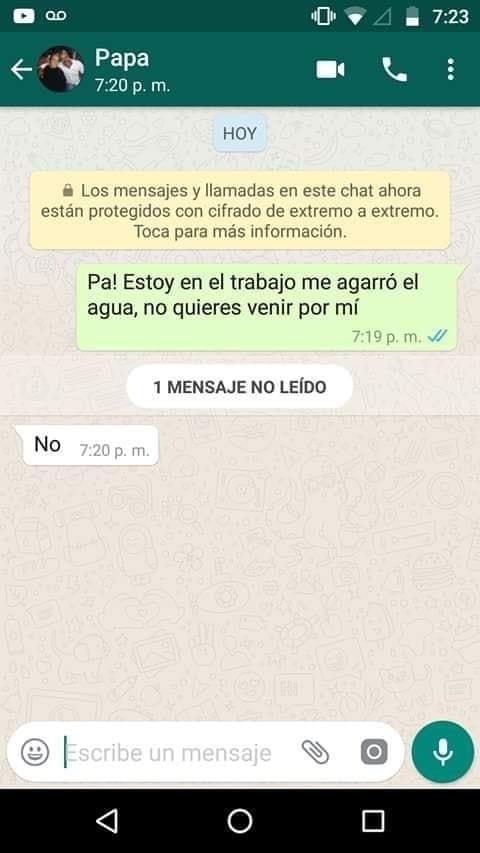 7:23
Papa
7:20 p. m.
HOY
Los mensajes y llamadas en este chat ahora
están protegidos con cifrado de extremo a extremo.
Toca para más información.
Pa! Estoy en el trabajo me agarró el
agua, no quieres venir por mí
7:19 p. m.
1 MENSAJE NO LEÍDO
No 7:20 p. m.
Escribe un mensaje